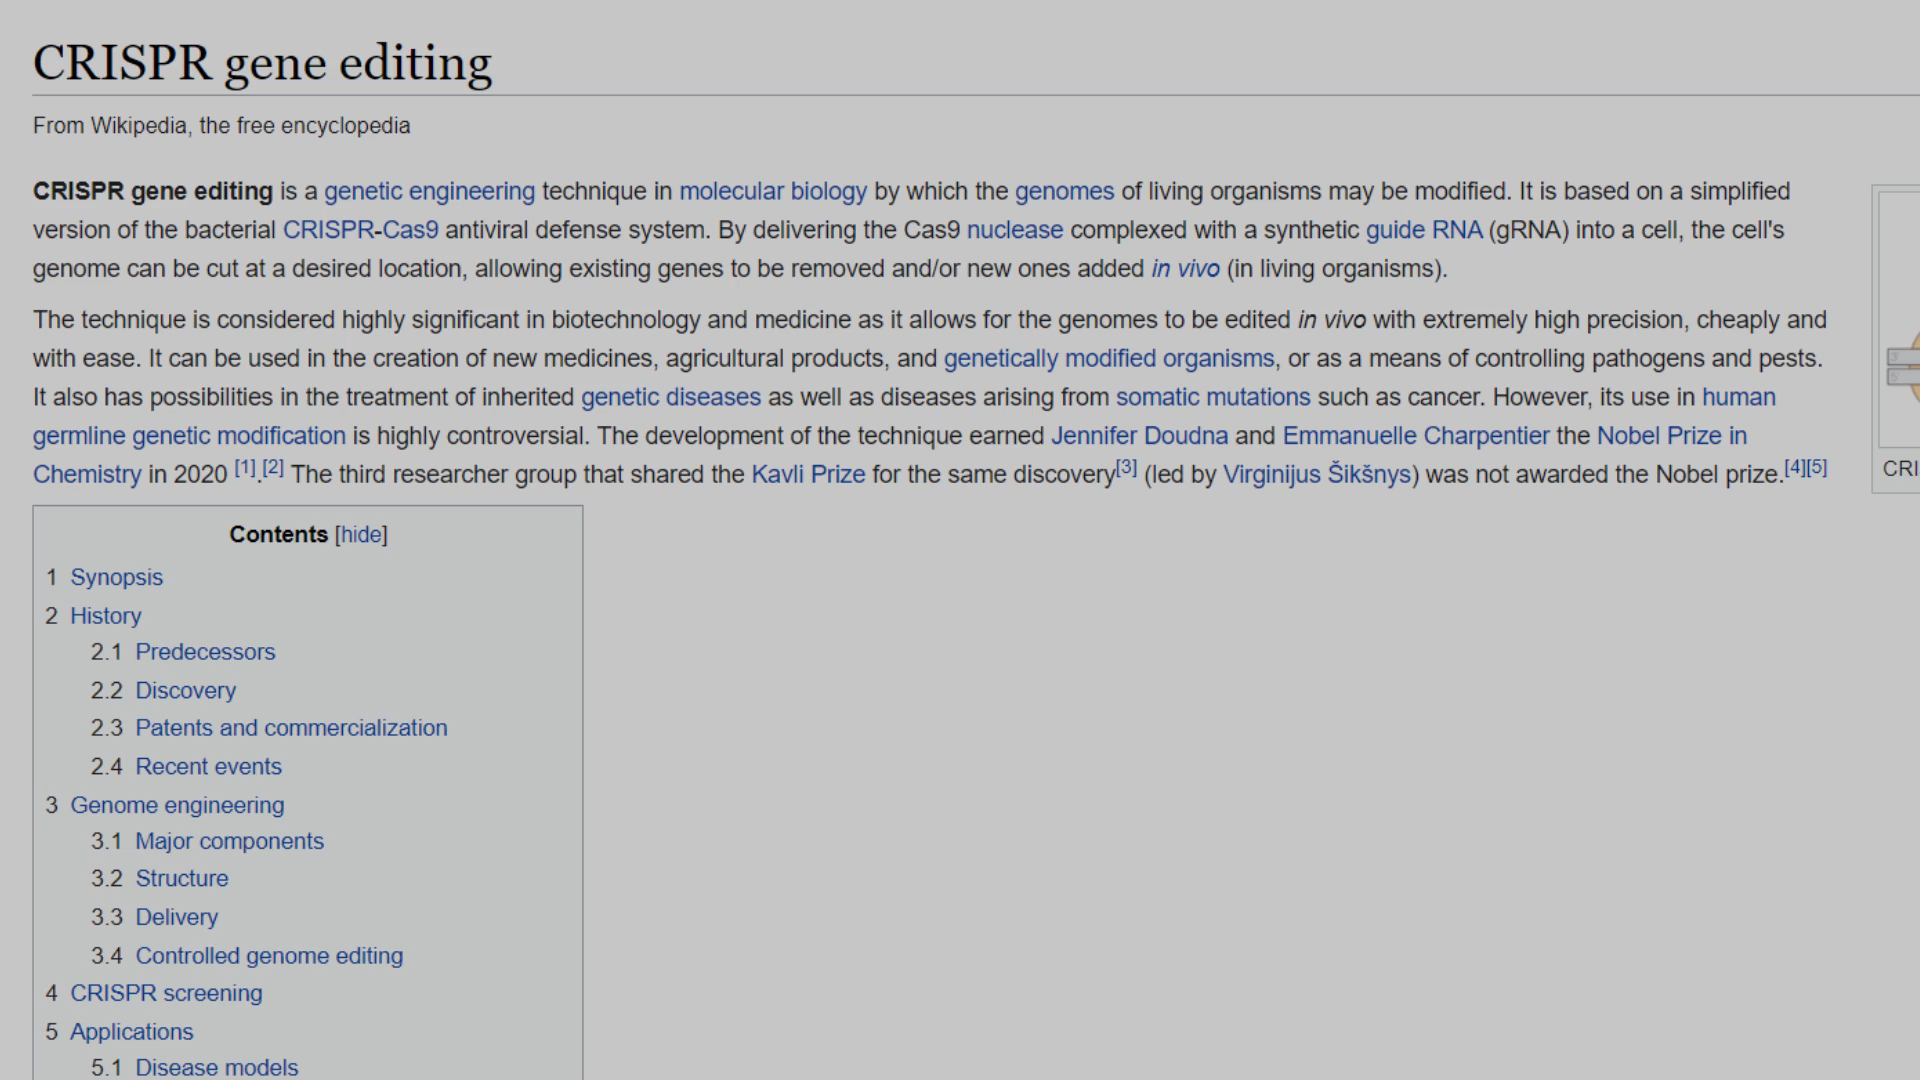 CRISPR gene editing
From Wikipedia, the free encyclopedia
CRISPR gene editing is a genetic engineering technique in molecular biology by which the genomes of living organisms may be modified. It is based on a simplified
version of the bacterial CRISPR-Cas9 antiviral defense system. By delivering the Cas9 nuclease complexed with a synthetic guide RNA (gRNA) into a cell, the cell's
genome can be cut at a desired location, allowing existing genes to be removed and/or new ones added in vivo (in living organisms).
The technique is considered highly significant in biotechnology and medicine as it allows for the genomes to be edited in vivo with extremely high precision, cheaply and
with ease. It can be used in the creation of new medicines, agricultural products, and genetically modified organisms, or as a means of controlling pathogens and pests.
It also has possibilities in the treatment of inherited genetic diseases as well as diseases arising from somatic mutations such as cancer. However, its use in human
germline genetic modification is highly controversial. The development of the technique earned Jennifer Doudna and Emmanuelle Charpentier the Nobel Prize in
Chemistry in 2020 [1].[2] The third researcher group that shared the Kavli Prize for the same discovery[3] (led by Virginijus Šikšnys) was not awarded the Nobel prize.[4][5]
3'
5'
CRI
Contents [hide]
1 Synopsis
2 History
2.1 Predecessors
2.2 Discovery
2.3 Patents and commercialization
2.4 Recent events
3 Genome engineering
3.1 Major components
3.2 Structure
3.3 Delivery
3.4 Controlled genome editing
4 CRISPR screening
5 Applications
5.1 Disease models